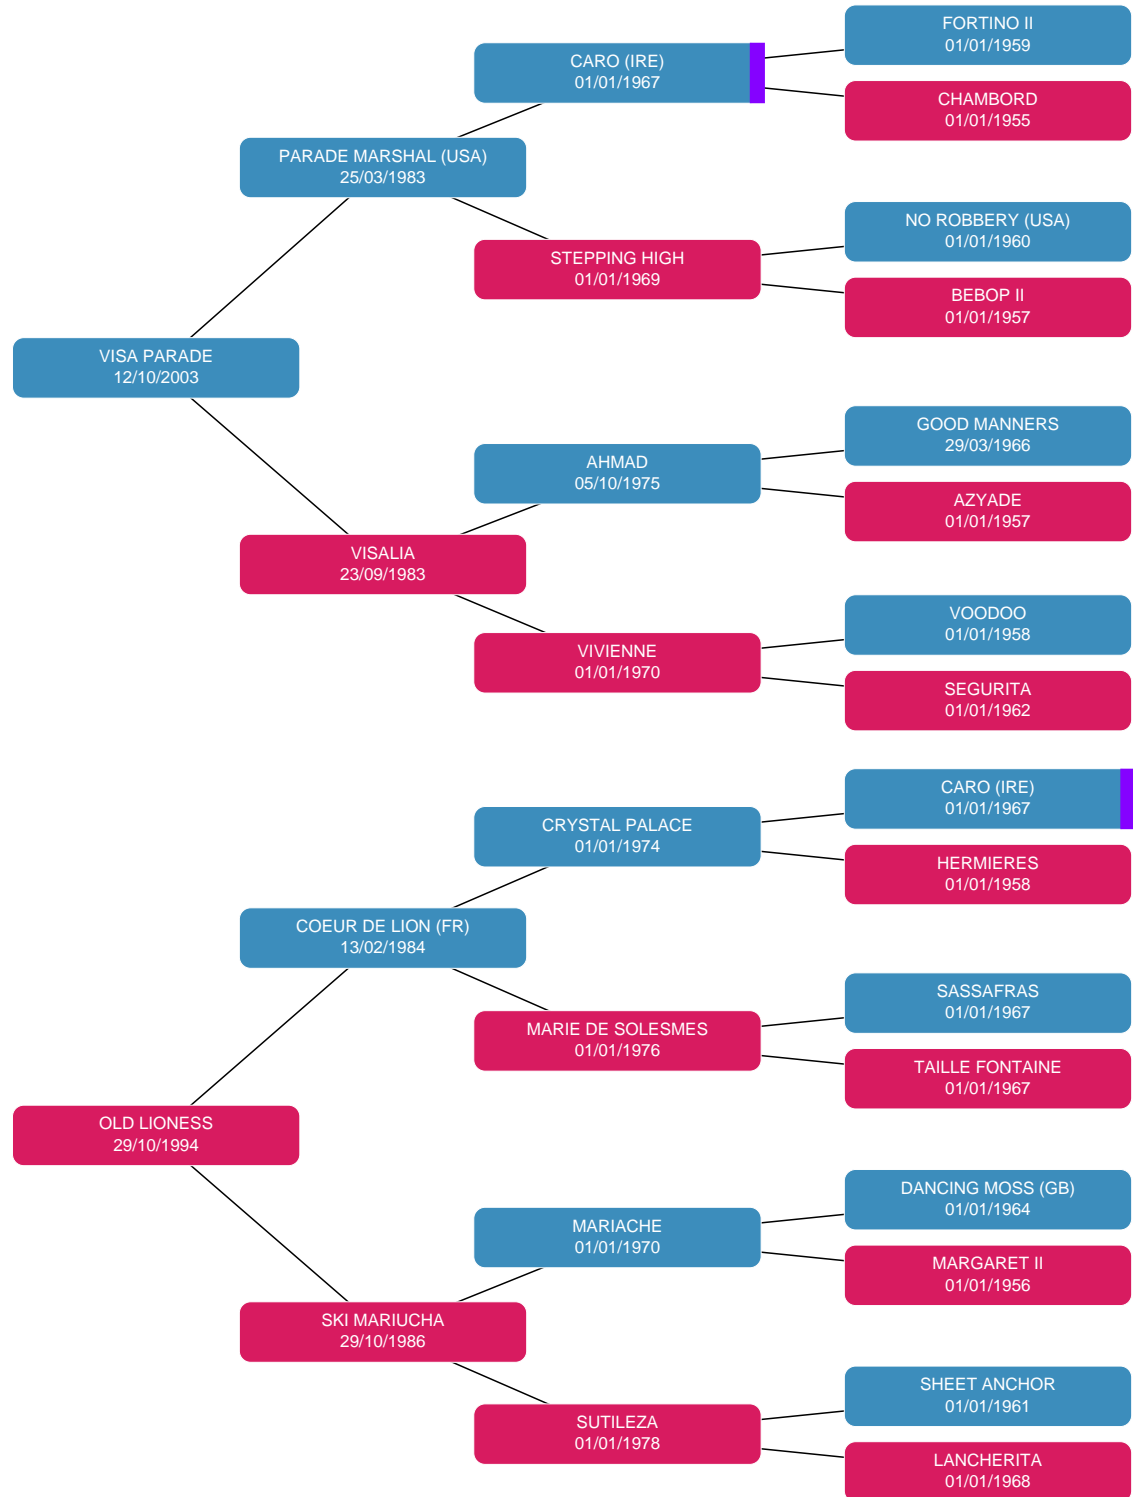 FORTINO II
01/01/1959
CARO (IRE)
01/01/1967
CHAMBORD
01/01/1955
PARADE MARSHAL (USA)
25/03/1983
NO ROBBERY (USA)
01/01/1960
STEPPING HIGH
01/01/1969
BEBOP II
01/01/1957
VISA PARADE
12/10/2003
GOOD MANNERS
29/03/1966
AHMAD
05/10/1975
AZYADE
01/01/1957
VISALIA
23/09/1983
VOODOO
01/01/1958
VIVIENNE
01/01/1970
SEGURITA
01/01/1962
CARO (IRE)
01/01/1967
CRYSTAL PALACE
01/01/1974
HERMIERES
01/01/1958
COEUR DE LION (FR)
13/02/1984
SASSAFRAS
01/01/1967
MARIE DE SOLESMES
01/01/1976
TAILLE FONTAINE
01/01/1967
OLD LIONESS
29/10/1994
DANCING MOSS (GB)
01/01/1964
MARIACHE
01/01/1970
MARGARET II
01/01/1956
SKI MARIUCHA
29/10/1986
SHEET ANCHOR
01/01/1961
SUTILEZA
01/01/1978
LANCHERITA
01/01/1968